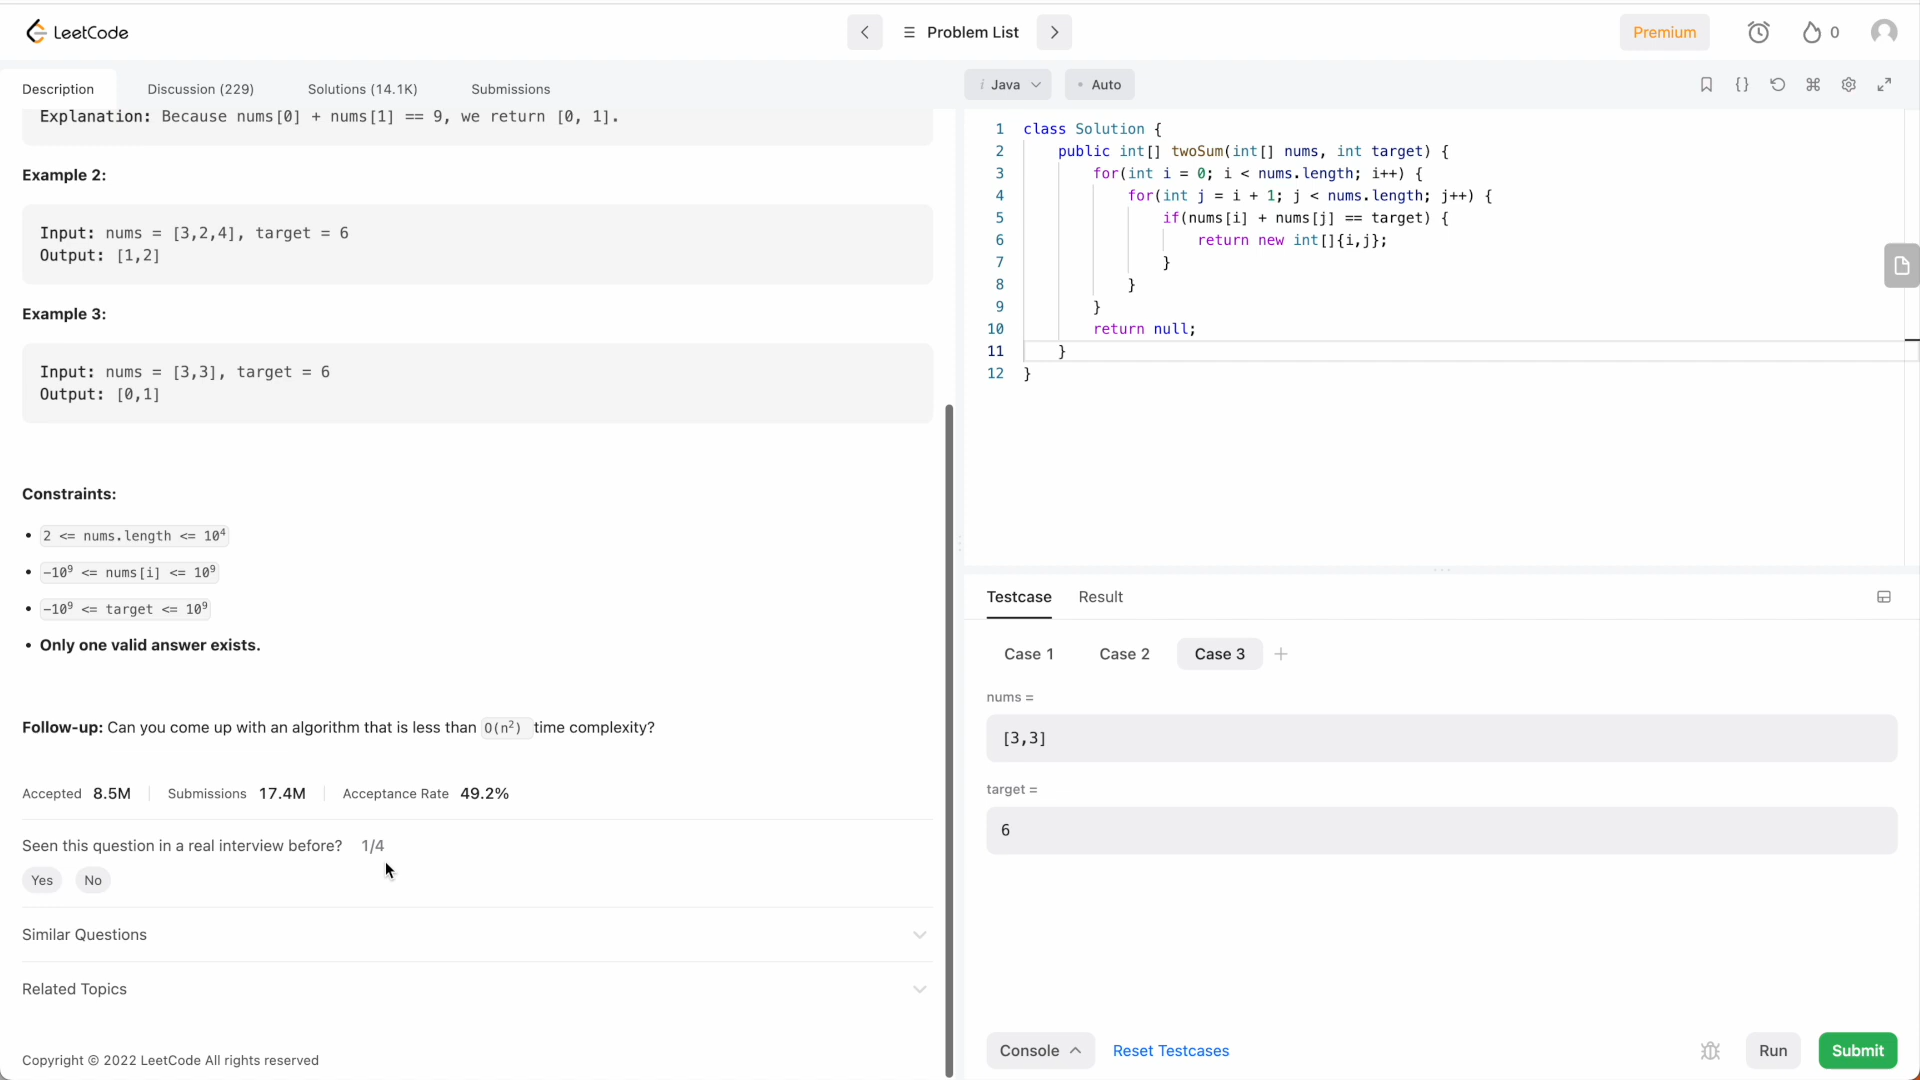 LeetCode
Problem List
Premium
0
Description
Discussion (229)
Solutions (14.1K)
Submissions
Explanation: Because nums[0] + nums[1] == 9, we return [0, 1].
Example 2:
Input: nums = [3,2,4], target = 6
Output: [1,2]
Example 3:
Input: nums = [3,3], target = 6
Output: [0,1]
Constraints:
• 2 <= nums.length <= 10⁴
• -10⁹ <= nums[i] <= 10⁹
• -10⁹ <= target <= 10⁹
• Only one valid answer exists.
Follow-up: Can you come up with an algorithm that is less than O(n²) time complexity?
Accepted 8.5M
Submissions 17.4M
Acceptance Rate 49.2%
Seen this question in a real interview before? 1/4
Yes
No
Similar Questions
Related Topics
Copyright © 2022 LeetCode All rights reserved
i Java
• Auto
{}
1 class Solution {
2     public int[] twoSum(int[] nums, int target) {
3         for(int i = 0; i < nums.length; i++) {
4             for(int j = i + 1; j < nums.length; j++) {
5                 if(nums[i] + nums[j] == target) {
6                     return new int[]{i,j};
7                 }
8             }
9         }
10         return null;
11     }
12 }
Testcase
Result
Case 1
Case 2
Case 3
+
nums =
[3,3]
target =
6
Console
Reset Testcases
Run
Submit